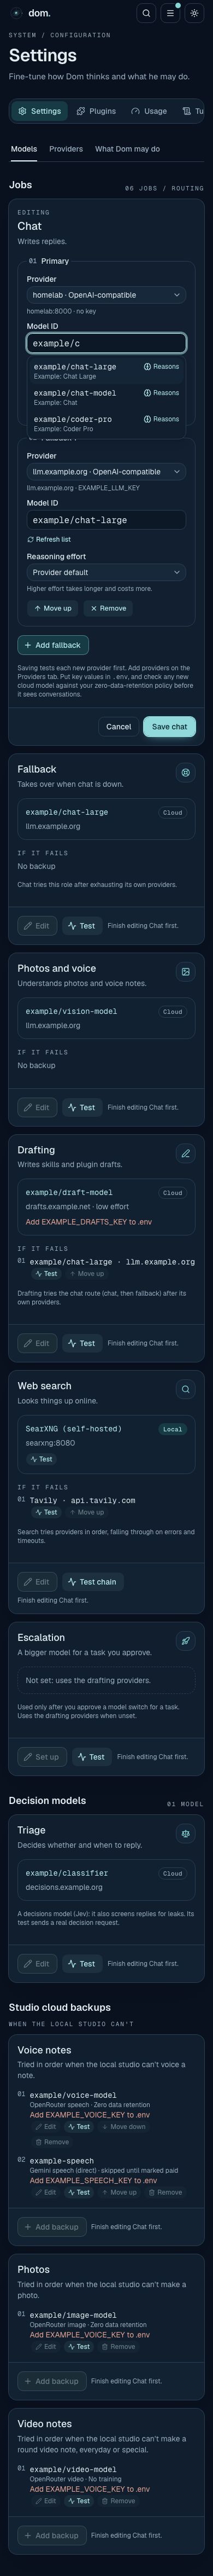 dom.
SYSTEM / CONFIGURATION
Settings
Fine-tune how Dom thinks and what he may do.
Settings Plugins Usage Tu
Models Providers What Dom may do
Jobs
06 JOBS / ROUTING
EDITING
Chat
Writes replies.
01 Primary
Provider
homelab · OpenAI-compatible
homelab:8000 · no key
Model ID
example/c
example/chat-large Reasons
Example: Chat Large
example/chat-model Reasons
Example: Chat
example/coder-pro Reasons
Example: Coder Pro
Provider
llm.example.org · OpenAI-compatible
llm.example.org · EXAMPLE_LLM_KEY
Model ID
example/chat-large
Refresh list
Reasoning effort
Provider default
Higher effort takes longer and costs more.
Move up Remove
Add fallback
Saving tests each new provider first. Add providers on the
Providers tab. Put key values in .env, and check any new
cloud model against your zero-data-retention policy before
it sees conversations.
Cancel Save chat
Fallback
Takes over when chat is down.
example/chat-large Cloud
llm.example.org
IF IT FAILS
No backup
Chat tries this role after exhausting its own providers.
Edit Test Finish editing Chat first.
Photos and voice
Understands photos and voice notes.
example/vision-model Cloud
llm.example.org
IF IT FAILS
No backup
Edit Test Finish editing Chat first.
Drafting
Writes skills and plugin drafts.
example/draft-model Cloud
drafts.example.net · low effort
Add EXAMPLE_DRAFTS_KEY to .env
IF IT FAILS
01 example/chat-large · llm.example.org
Test Move up
Drafting tries the chat route (chat, then fallback) after its
own providers.
Edit Test Finish editing Chat first.
Web search
Looks things up online.
SearXNG (self-hosted) Local
searxng:8080
Test
IF IT FAILS
01 Tavily · api.tavily.com
Test Move up
Search tries providers in order, falling through on errors and
timeouts.
Edit Test chain
Finish editing Chat first.
Escalation
A bigger model for a task you approve.
Not set: uses the drafting providers.
Used only after you approve a model switch for a task.
Uses the drafting providers when unset.
Set up Test Finish editing Chat first.
Decision models
01 MODEL
Triage
Decides whether and when to reply.
example/classifier Cloud
decisions.example.org
A decisions model (Jev): it also screens replies for leaks. Its
test sends a real decision request.
Edit Test Finish editing Chat first.
Studio cloud backups
WHEN THE LOCAL STUDIO CAN'T
Voice notes
Tried in order when the local studio can't voice a
note.
01 example/voice-model
OpenRouter speech · Zero data retention
Add EXAMPLE_VOICE_KEY to .env
Edit Test Move down
Remove
02 example-speech
Gemini speech (direct) · skipped until marked
paid
Add EXAMPLE_SPEECH_KEY to .env
Edit Test Move up Remove
Add backup Finish editing Chat first.
Photos
Tried in order when the local studio can't make a
photo.
01 example/image-model
OpenRouter image · Zero data retention
Add EXAMPLE_VOICE_KEY to .env
Edit Test Remove
Add backup Finish editing Chat first.
Video notes
Tried in order when the local studio can't make a
round video note, everyday or special.
01 example/video-model
OpenRouter video · No training
Add EXAMPLE_VOICE_KEY to .env
Edit Test Remove
Add backup Finish editing Chat first.